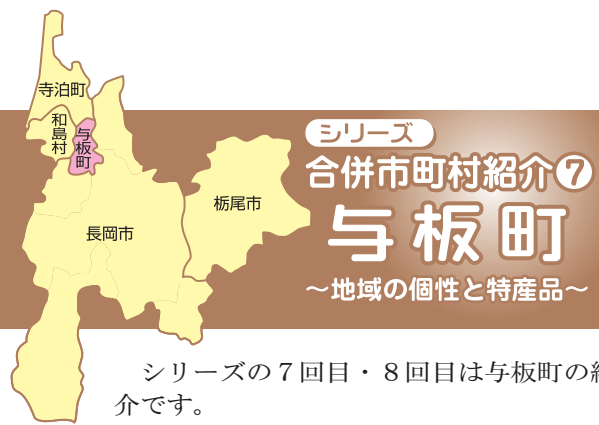 寺泊町
和島村
与板町
長岡市
栃尾市
シリーズ
合併市町村紹介❼
与板町
～地域の個性と特産品～
シリーズの７回目・８回目は与板町の紹
介です。